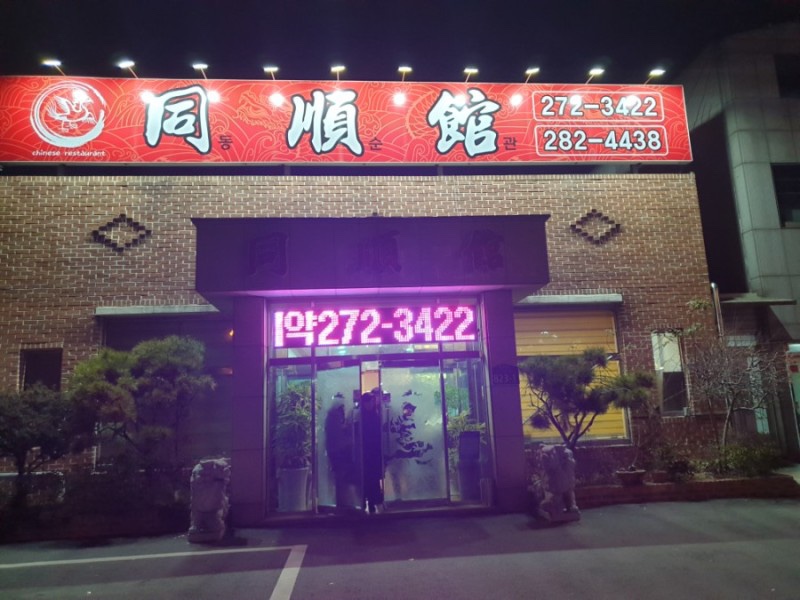 同동 順순 館관
272-3422
282-4438
chinese restaurant
同 順 館
약272-3422